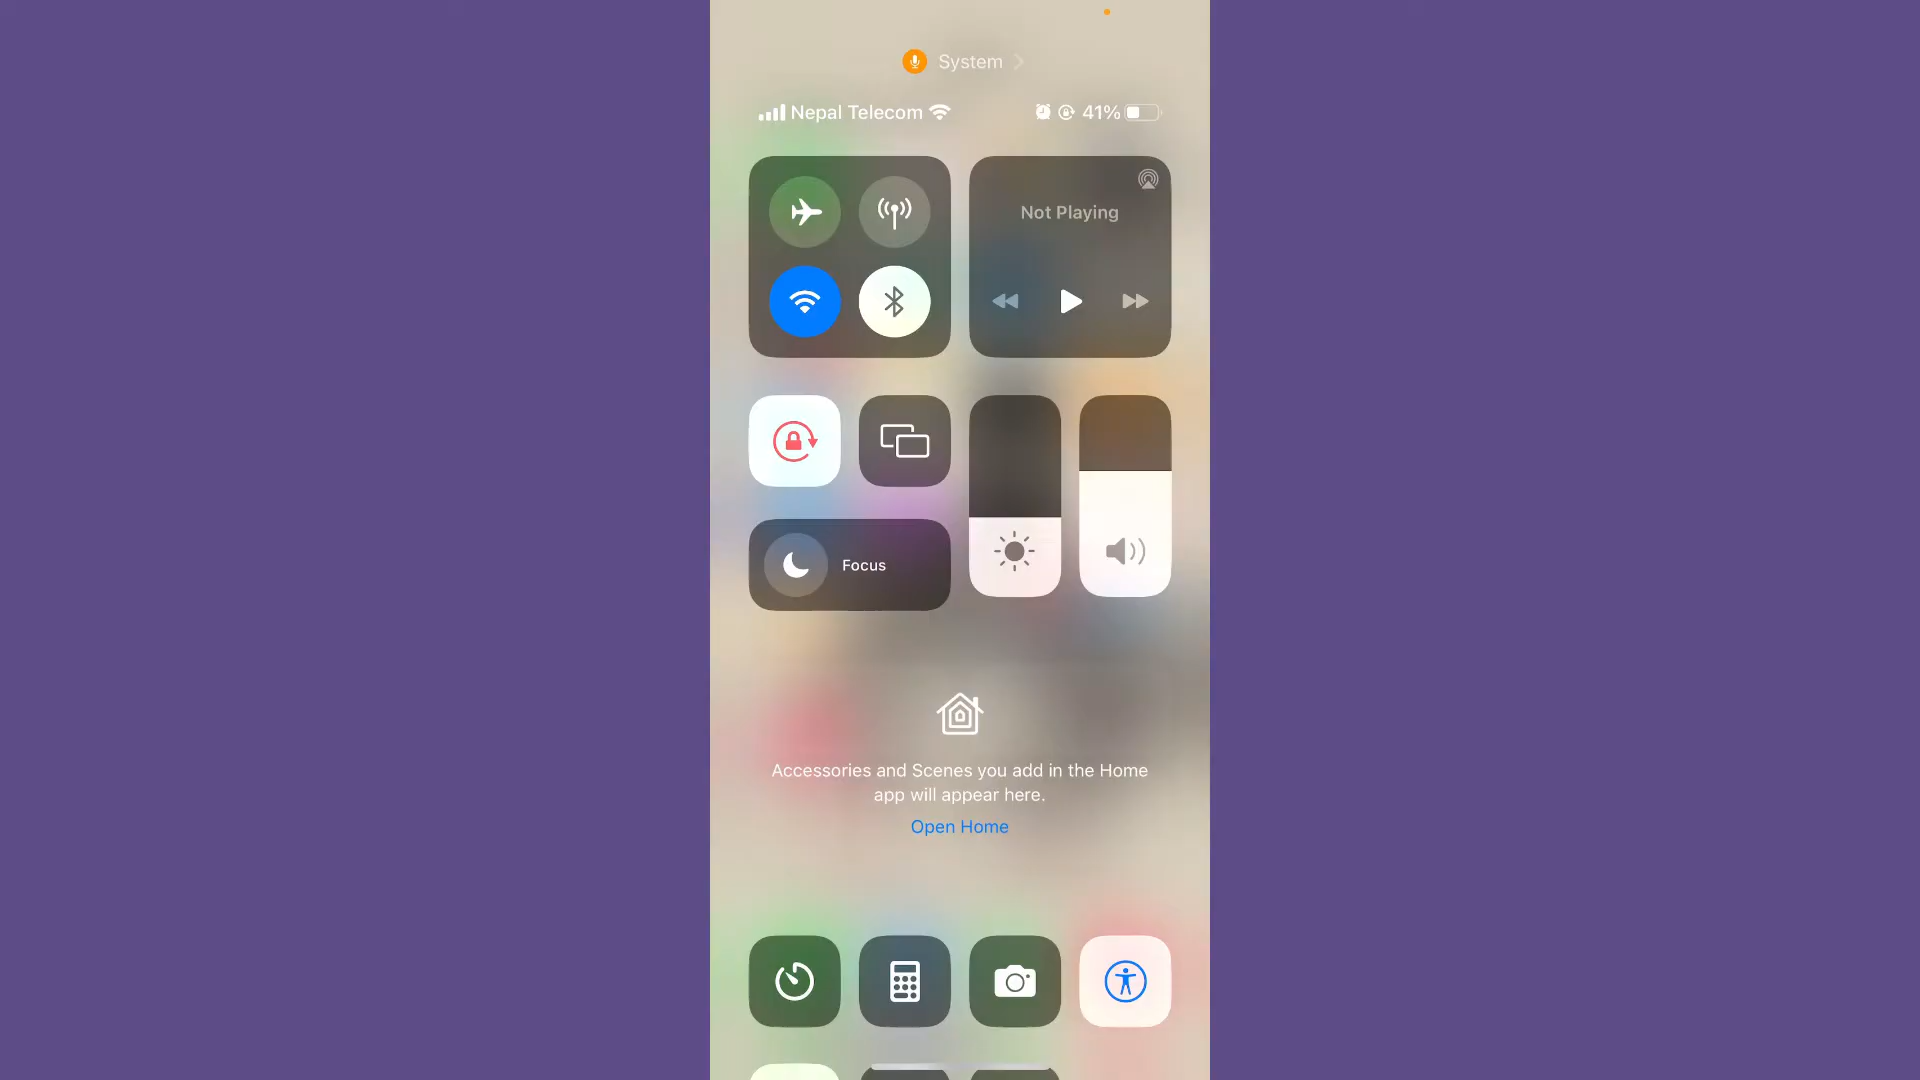 System
Nepal Telecom 41%
Not Playing
Focus
Accessories and Scenes you add in the Home
app will appear here.
Open Home